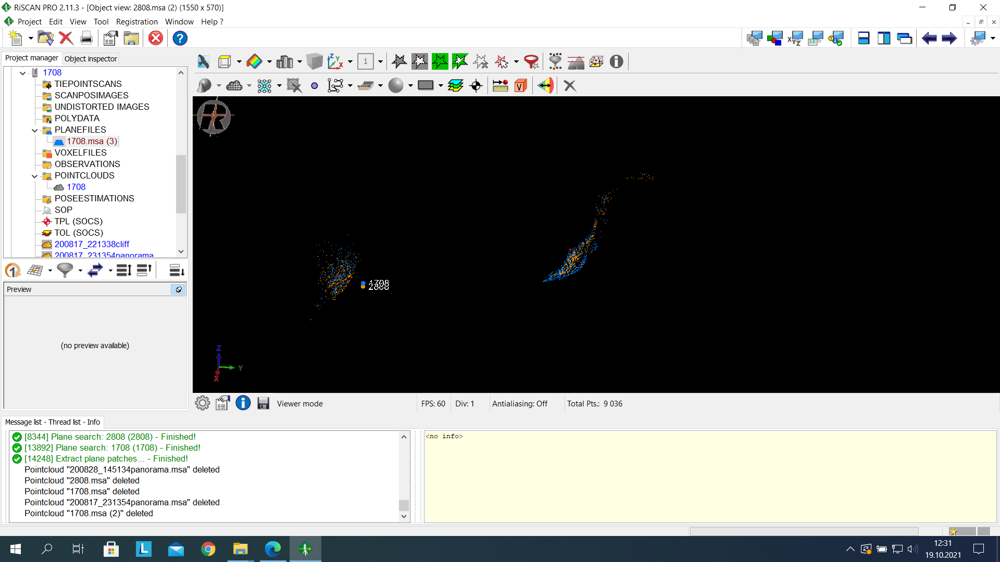 RiSCAN PRO 2.11.3 - [Object view: 2808.msa (2) (1550 x 570)]
Project Edit View Tool Registration Window Help ?
XYZ
Project manager Object inspector
Z Y X 1
V
1708
TIEPOINTSCANS
SCANPOSIMAGES
UNDISTORTED IMAGES
POLYDATA
PLANEFILES
1708.msa (3)
VOXELFILES
OBSERVATIONS
POINTCLOUDS
1708
POSEESTIMATIONS
SOP
TPL (SOCS)
TOL (SOCS)
200817_221338cliff
200817_231354panorama
1
Preview
(no preview available)
R
1708
2808
Z
Y
X
Viewer mode FPS: 60 Div: 1 Antialiasing: Off Total Pts.: 9 036
Message list - Thread list - Info
[8344] Plane search: 2808 (2808) - Finished!
[13892] Plane search: 1708 (1708) - Finished!
[14248] Extract plane patches... - Finished!
Pointcloud "200828_145134panorama.msa" deleted
Pointcloud "2808.msa" deleted
Pointcloud "1708.msa" deleted
Pointcloud "200817_231354panorama.msa" deleted
Pointcloud "1708.msa (2)" deleted
<no info>
L
12:31
19.10.2021